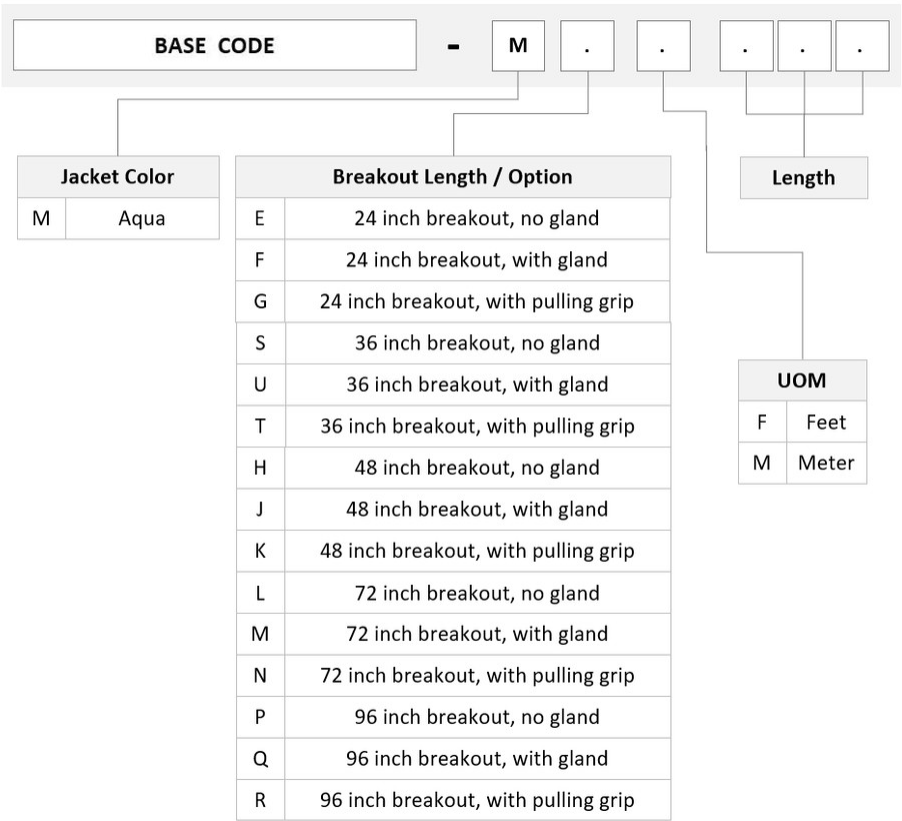 BASE CODE - M . . . . .
Jacket Color
M Aqua
Breakout Length / Option
E 24 inch breakout, no gland
F 24 inch breakout, with gland
G 24 inch breakout, with pulling grip
S 36 inch breakout, no gland
U 36 inch breakout, with gland
T 36 inch breakout, with pulling grip
H 48 inch breakout, no gland
J 48 inch breakout, with gland
K 48 inch breakout, with pulling grip
L 72 inch breakout, no gland
M 72 inch breakout, with gland
N 72 inch breakout, with pulling grip
P 96 inch breakout, no gland
Q 96 inch breakout, with gland
R 96 inch breakout, with pulling grip
Length
UOM
F Feet
M Meter